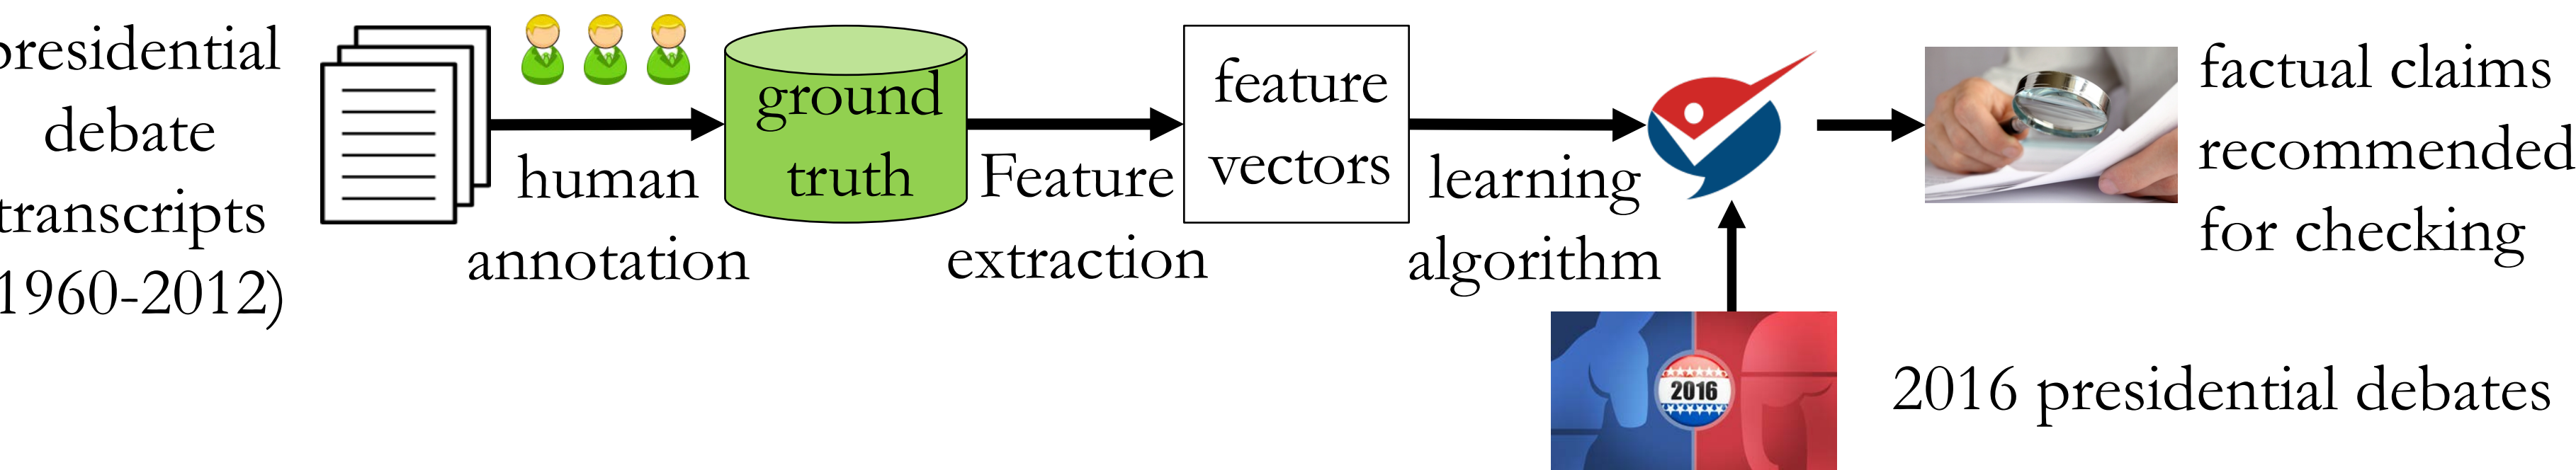 presidential
debate
transcripts
(1960-2012)
human
annotation
ground
truth
Feature
extraction
feature
vectors
learning
algorithm
factual claims
recommended
for checking
2016
2016 presidential debates